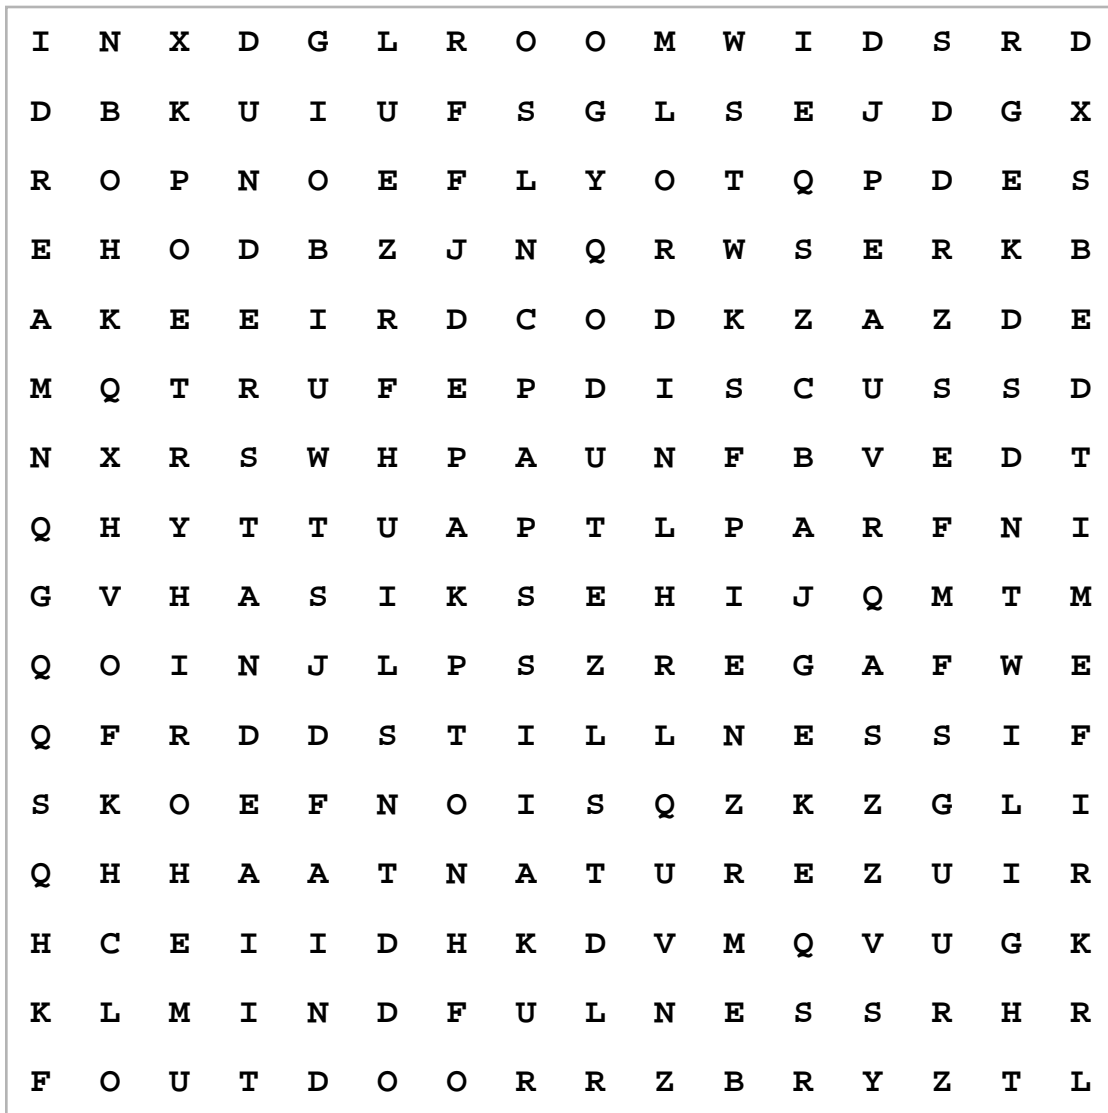 I N X D G L R O O M W I D S R D
D B K U I U F S G L S E J D G X
R O P N O E F L Y O T Q P D E S
E H O D B Z J N Q R W S E R K B
A K E E I R D C O D K Z A Z D E
M Q T R U F E P D I S C U S S D
N X R S W H P A U N F B V E D T
Q H Y T T U A P T L P A R F N I
G V H A S I K S E H I J Q M T M
Q O I N J L P S Z R E G A F W E
Q F R D D S T I L L N E S S I F
S K O E F N O I S Q Z K Z G L I
Q H H A A T N A T U R E Z U I R
H C E I I D H K D V M Q V U G K
K L M I N D F U L N E S S R H R
F O U T D O O R R Z B R Y Z T L